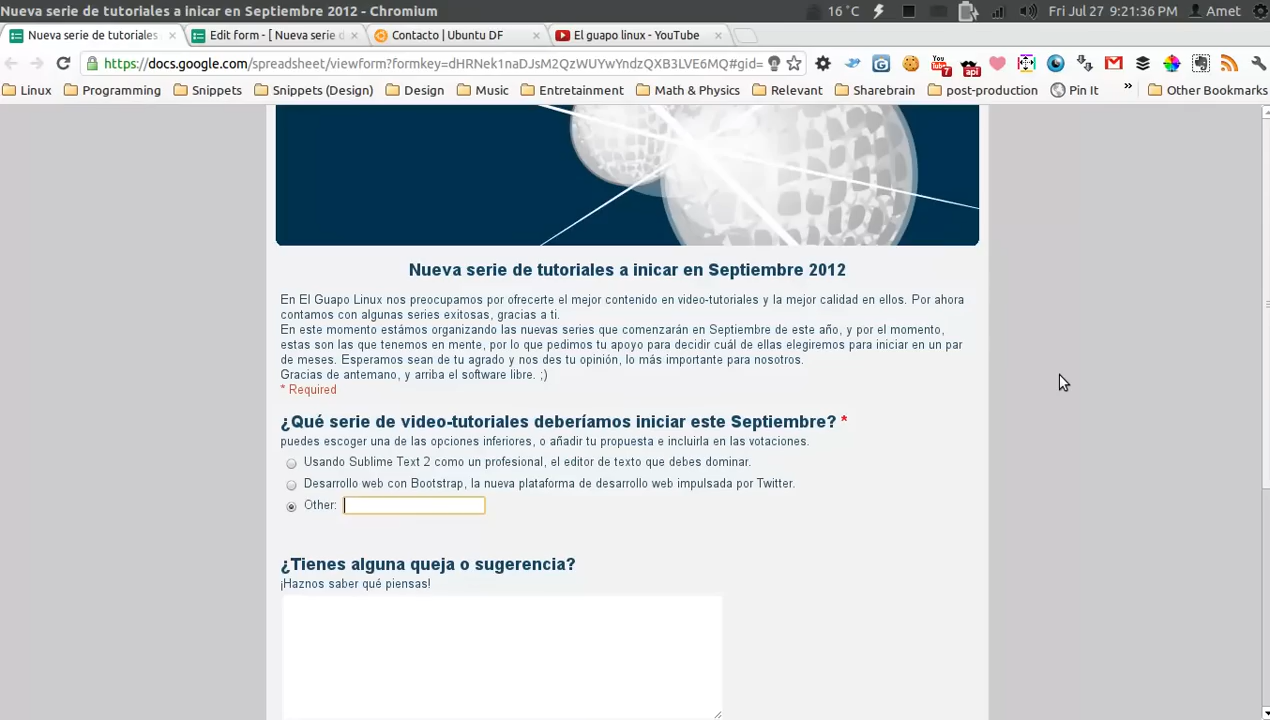 Nueva serie de tutoriales a inicar en Septiembre 2012 - Chromium
16 °C
Fri Jul 27 9:21:36 PM
Amet
Nueva serie de tutoriales
Edit form - [ Nueva serie d
Contacto | Ubuntu DF
El guapo linux - YouTube
https://docs.google.com/spreadsheet/viewform?formkey=dHRNek1naDJsM2QzWUYwYndzQXB3LVE6MQ#gid=
You Tube
7
api
Linux
Programming
Snippets
Snippets (Design)
Design
Music
Entretainment
Math & Physics
Relevant
Sharebrain
post-production
Pin It
»
Other Bookmarks
Nueva serie de tutoriales a inicar en Septiembre 2012
En El Guapo Linux nos preocupamos por ofrecerte el mejor contenido en video-tutoriales y la mejor calidad en ellos. Por ahora
contamos con algunas series exitosas, gracias a ti.
En este momento estámos organizando las nuevas series que comenzarán en Septiembre de este año, y por el momento,
estas son las que tenemos en mente, por lo que pedimos tu apoyo para decidir cuál de ellas elegiremos para iniciar en un par
de meses. Esperamos sean de tu agrado y nos des tu opinión, lo más importante para nosotros.
Gracias de antemano, y arriba el software libre. ;)
* Required
¿Qué serie de video-tutoriales deberíamos iniciar este Septiembre? *
puedes escoger una de las opciones inferiores, o añadir tu propuesta e incluirla en las votaciones.
Usando Sublime Text 2 como un profesional, el editor de texto que debes dominar.
Desarrollo web con Bootstrap, la nueva plataforma de desarrollo web impulsada por Twitter.
Other:
¿Tienes alguna queja o sugerencia?
¡Haznos saber qué piensas!